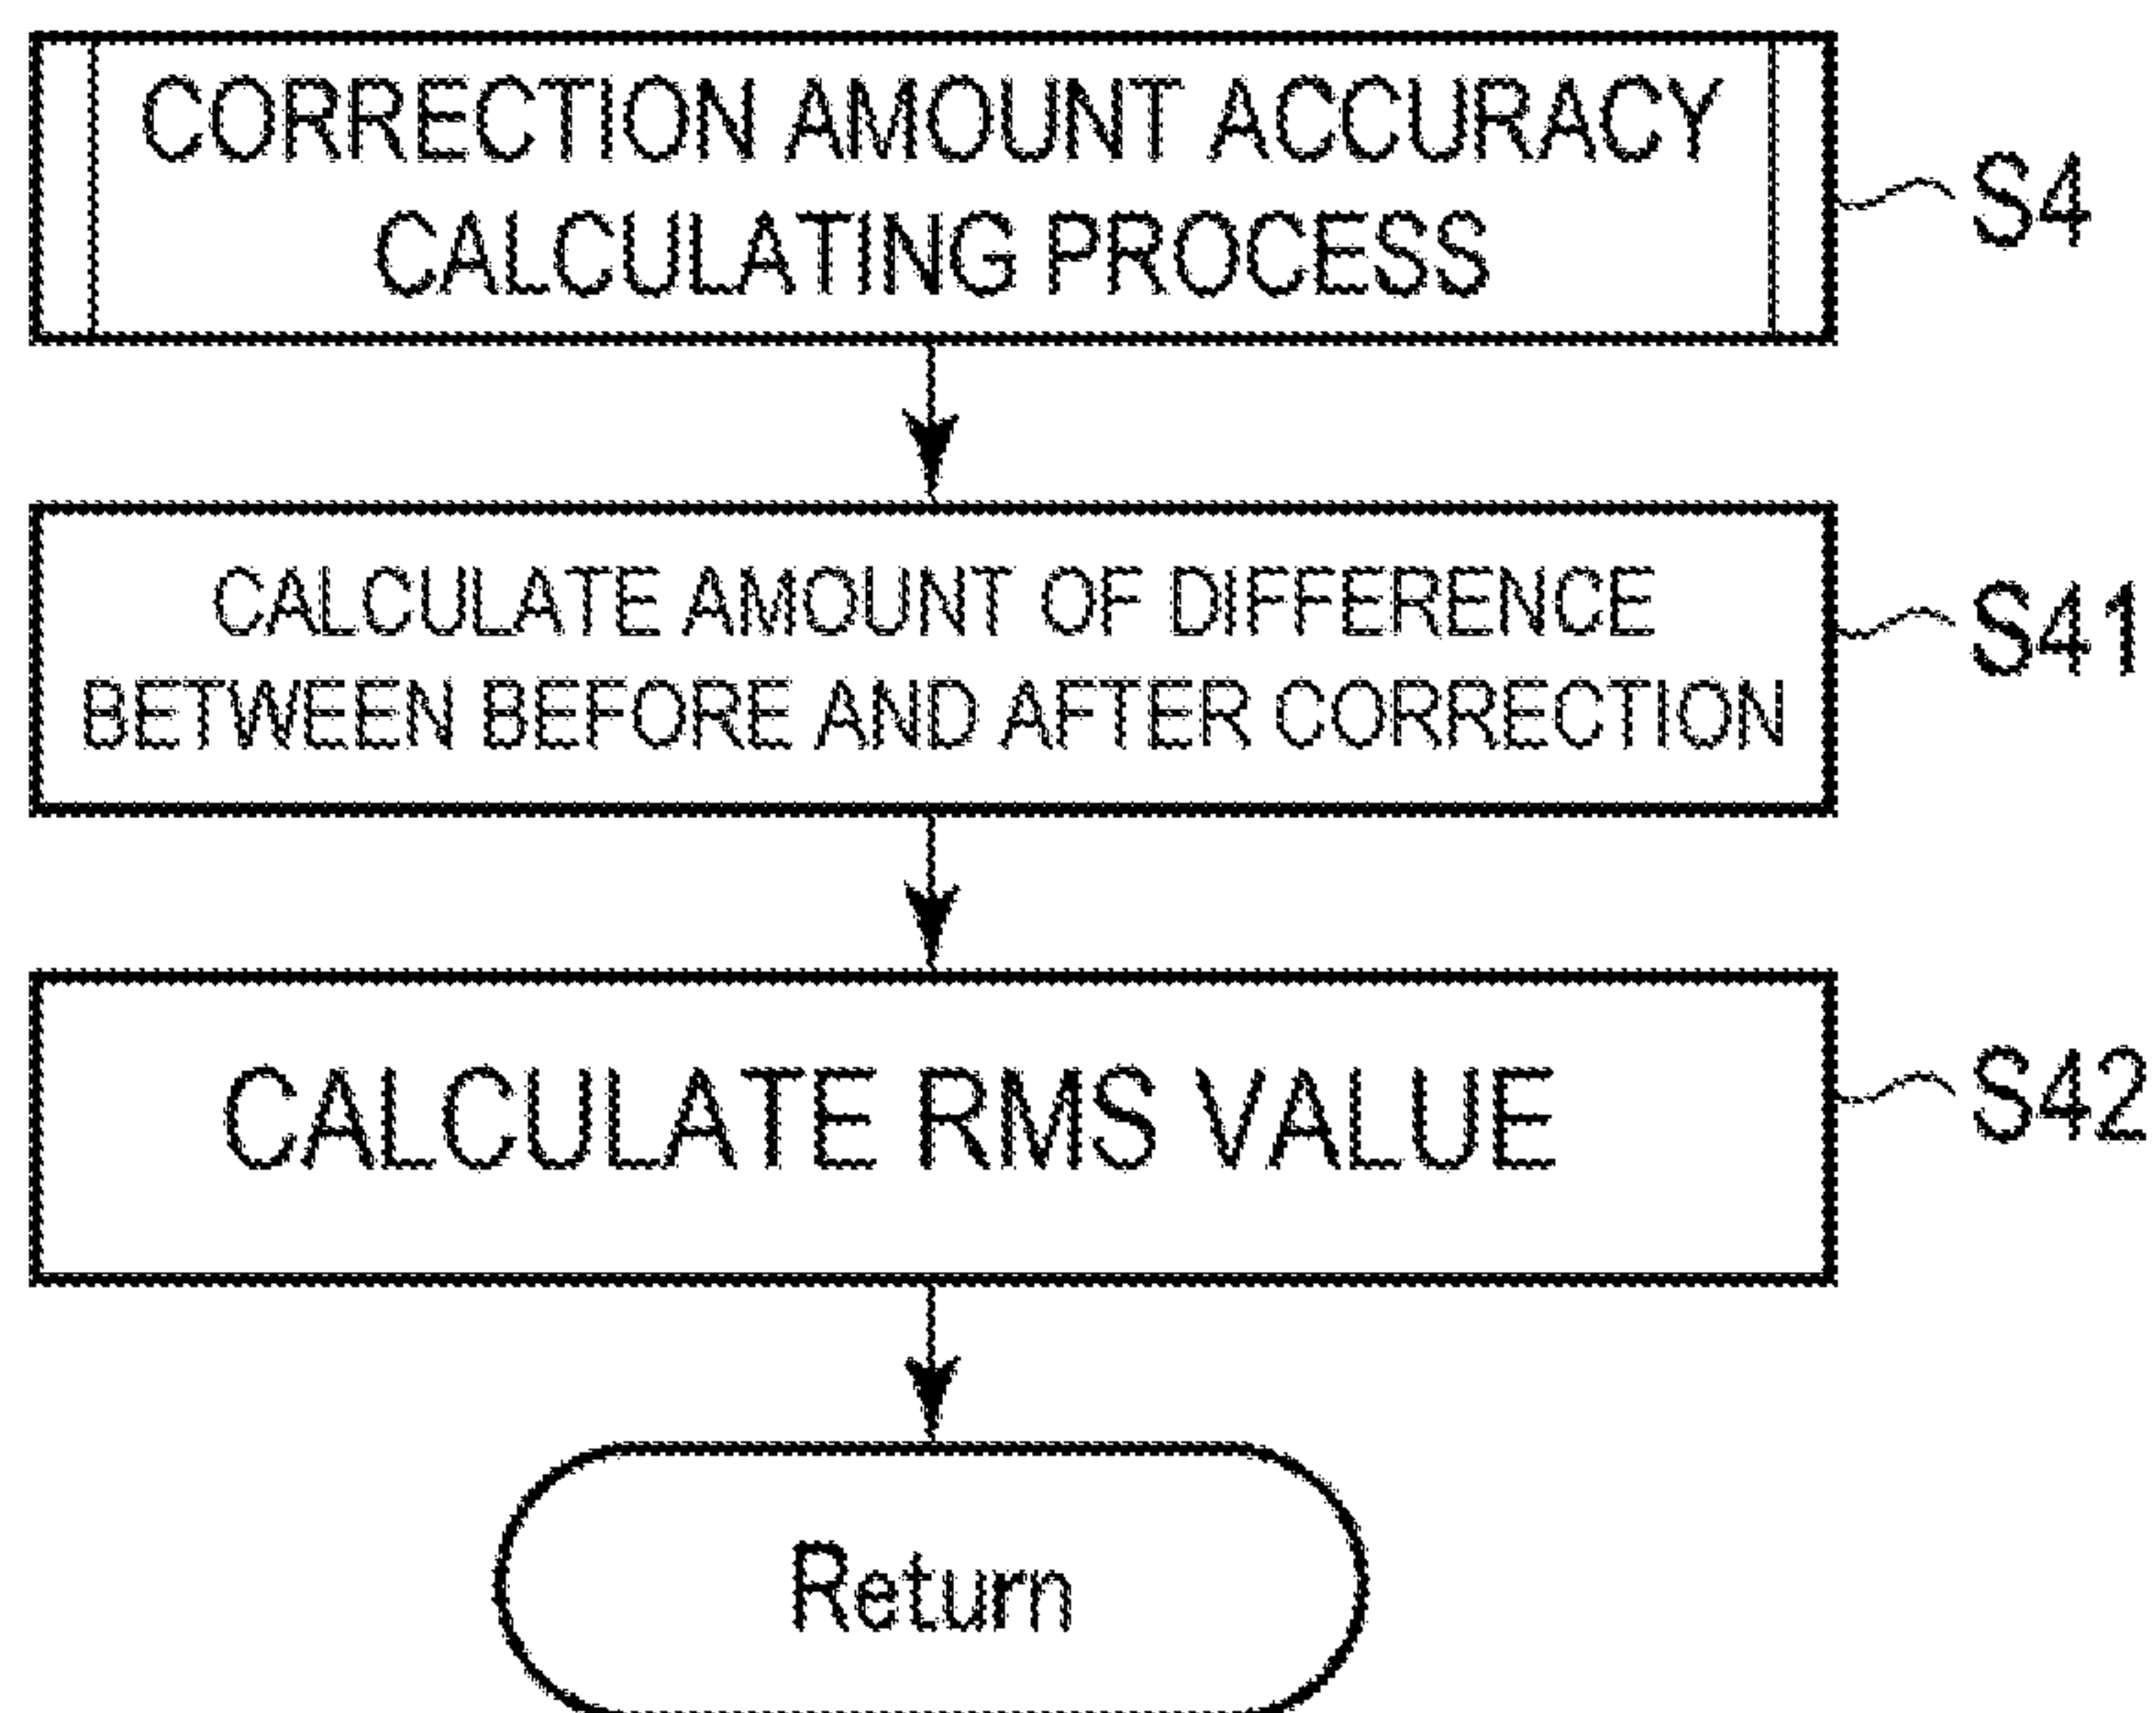 CORRECTION AMOUNT ACCURACY
CALCULATING PROCESS
S4
CALCULATE AMOUNT OF DIFFERENCE
BETWEEN BEFORE AND AFTER CORRECTION
S41
CALCULATE RMS VALUE
S42
Return